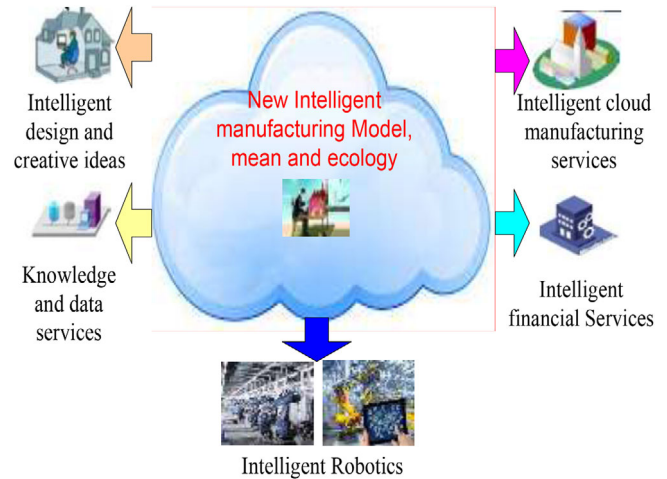 New Intelligent
manufacturing Model,
mean and ecology
Intelligent
design and
creative ideas
Intelligent cloud
manufacturing
services
Knowledge
and data
services
Intelligent
financial Services
Intelligent Robotics